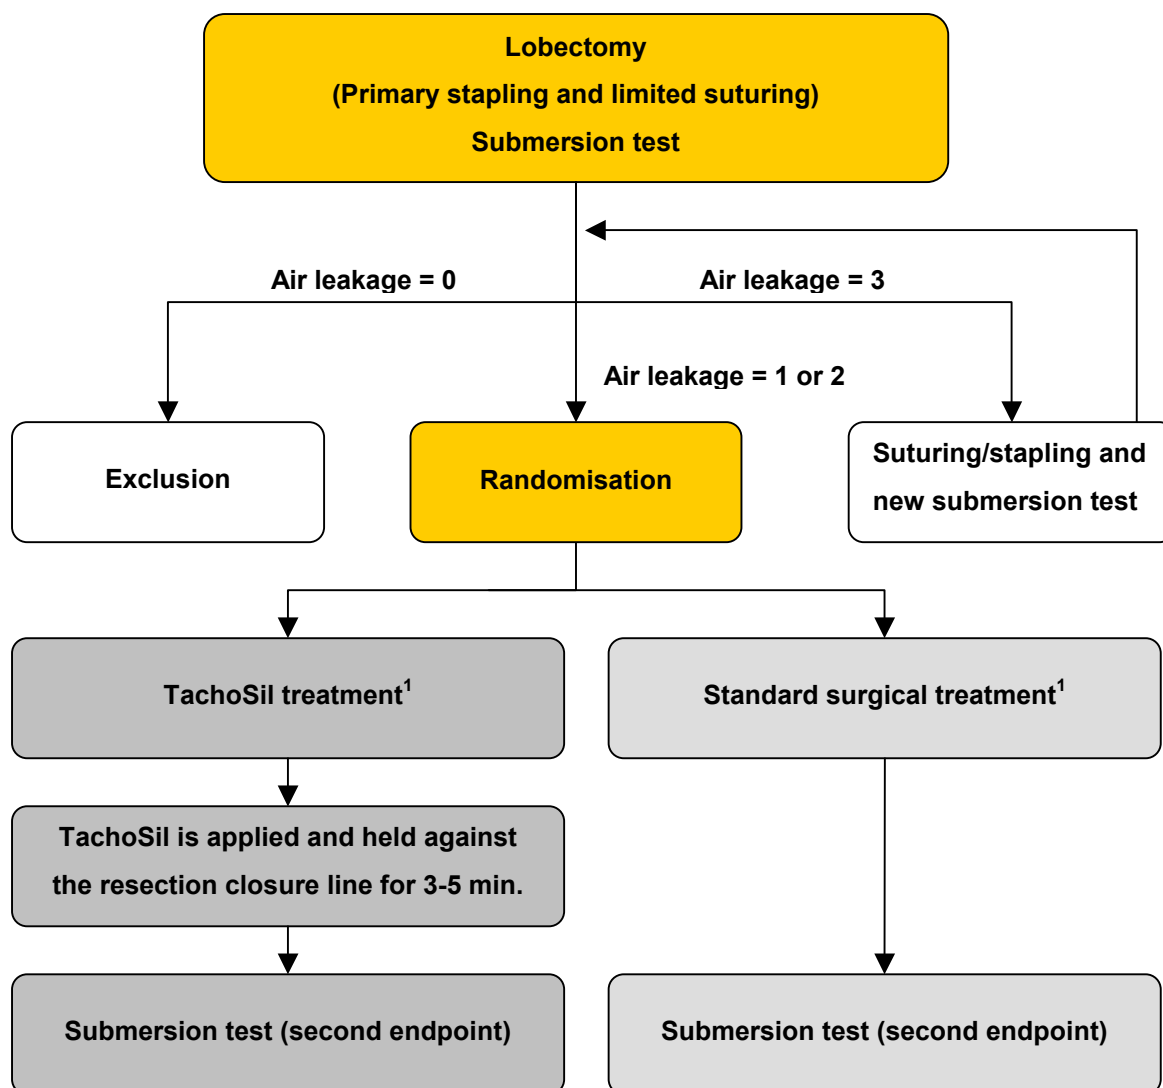 Lobectomy
(Primary stapling and limited suturing)
Submersion test
Air leakage = 0
Air leakage = 3
Air leakage = 1 or 2
Exclusion
Randomisation
Suturing/stapling and
new submersion test
TachoSil treatment¹
Standard surgical treatment¹
TachoSil is applied and held against
the resection closure line for 3-5 min.
Submersion test (second endpoint)
Submersion test (second endpoint)